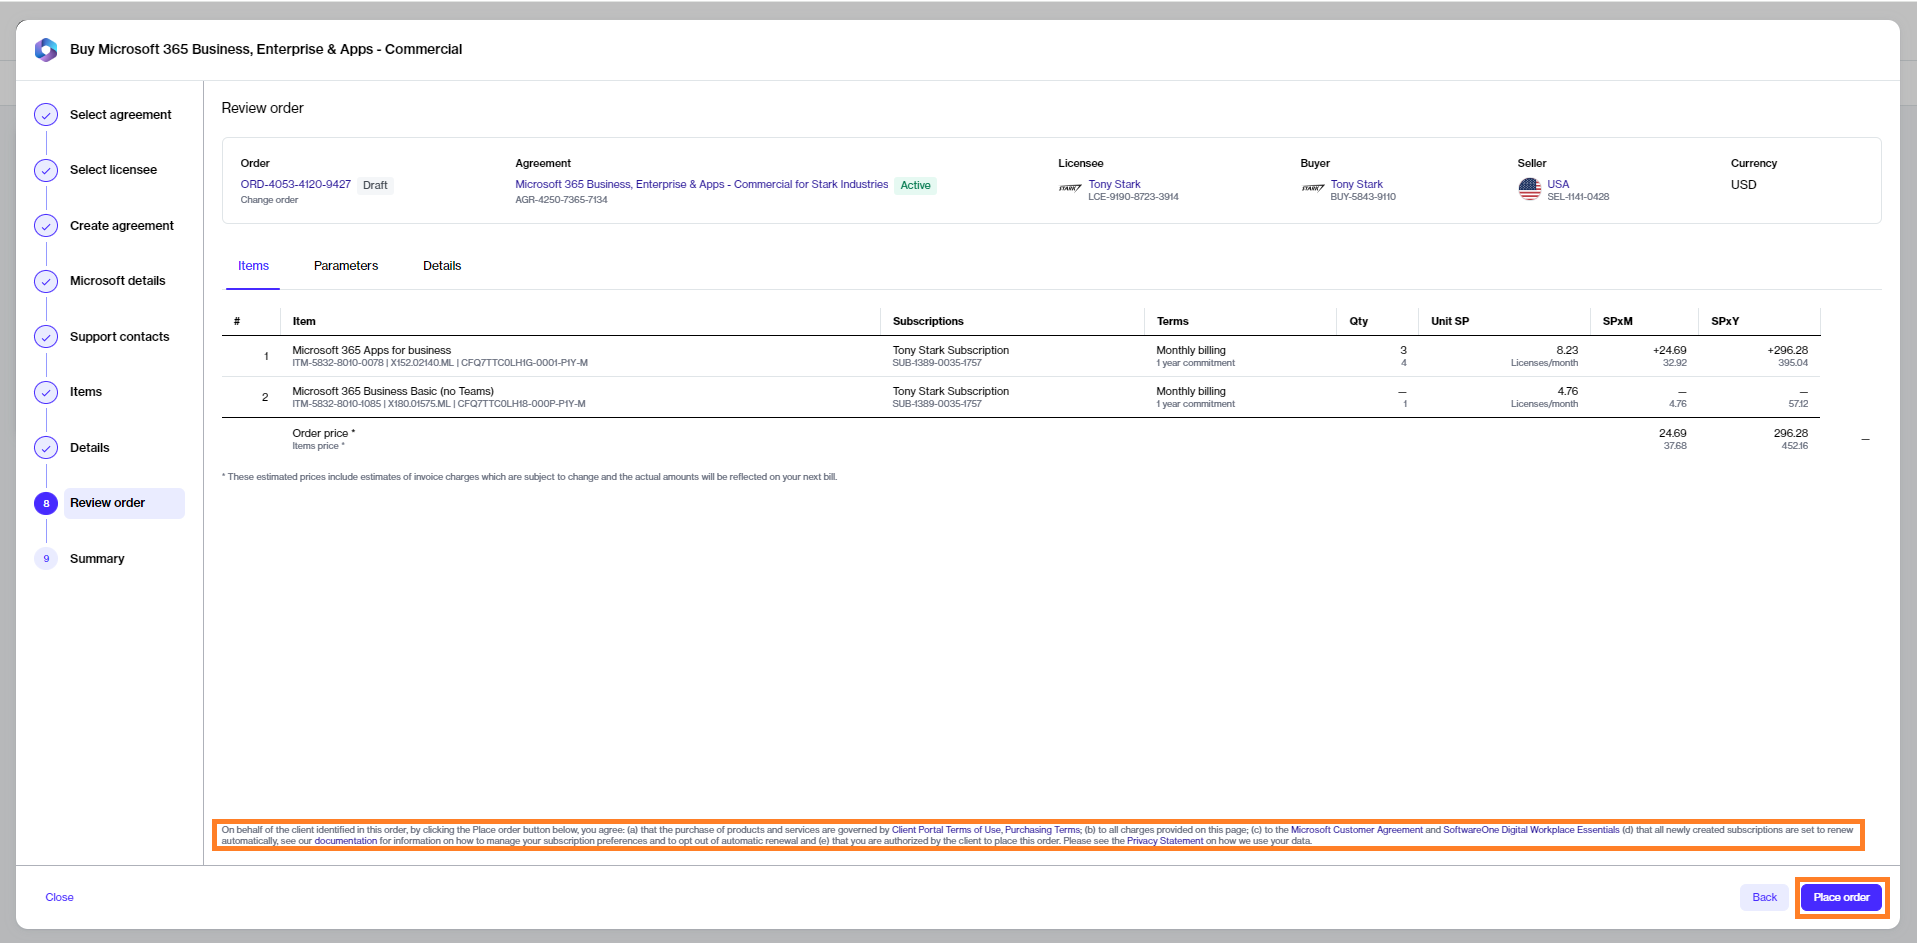 Buy Microsoft 365 Business, Enterprise & Apps - Commercial
Select agreement
Select licensee
Create agreement
Microsoft details
Support contacts
Items
Details
8 Review order
9 Summary
Review order
Order Agreement Licensee Buyer Seller Currency
ORD-4053-4120-9427 Draft Microsoft 365 Business, Enterprise & Apps - Commercial for Stark Industries Active STARK Tony Stark STARK Tony Stark USA USD
Change order AGR-4250-7365-7134 LCE-9190-8723-3914 BUY-5843-9110 SEL-1141-0428
Items Parameters Details
# Item Subscriptions Terms Qty Unit SP SPxM SPxY
1 Microsoft 365 Apps for business Tony Stark Subscription Monthly billing 3 8.23 +24.69 +296.28
ITM-5832-8010-0078 | X152.02140.ML | CFQ7TTC0LH1G-0001-P1Y-M SUB-1389-0035-1757 1 year commitment 4 Licenses/month 32.92 395.04
2 Microsoft 365 Business Basic (no Teams) Tony Stark Subscription Monthly billing — 4.76 — —
ITM-5832-8010-1085 | X180.01575.ML | CFQ7TTC0LH18-000P-P1Y-M SUB-1389-0035-1757 1 year commitment 1 Licenses/month 4.76 57.12
Order price * 24.69 296.28 —
Items price * 37.68 452.16
* These estimated prices include estimates of invoice charges which are subject to change and the actual amounts will be reflected on your next bill.
On behalf of the client identified in this order, by clicking the Place order button below, you agree: (a) that the purchase of products and services are governed by Client Portal Terms of Use, Purchasing Terms; (b) to all charges provided on this page; (c) to the Microsoft Customer Agreement and SoftwareOne Digital Workplace Essentials (d) that all newly created subscriptions are set to renew
automatically, see our documentation for information on how to manage your subscription preferences and to opt out of automatic renewal and (e) that you are authorized by the client to place this order. Please see the Privacy Statement on how we use your data.
Close Back Place order